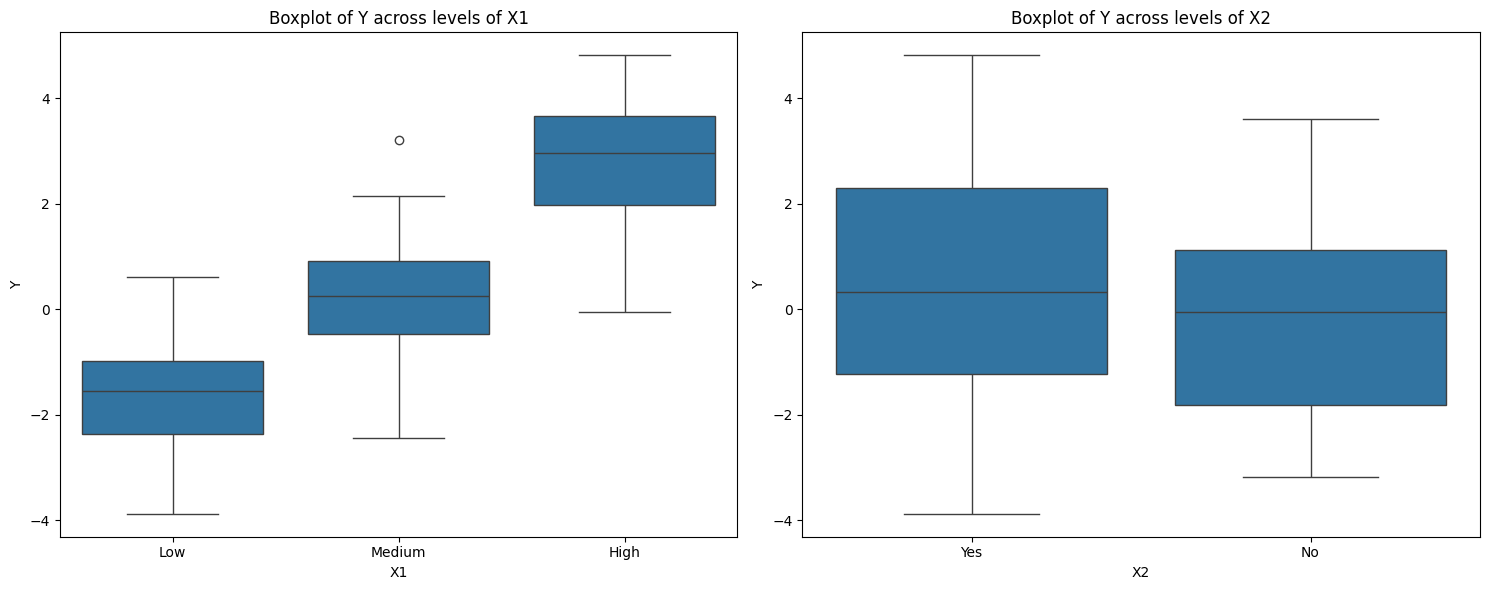 Boxplot of Y across levels of X1
Y
4
2
0
−2
−4
Low Medium High
X1
Boxplot of Y across levels of X2
Y
4
2
0
−2
−4
Yes No
X2